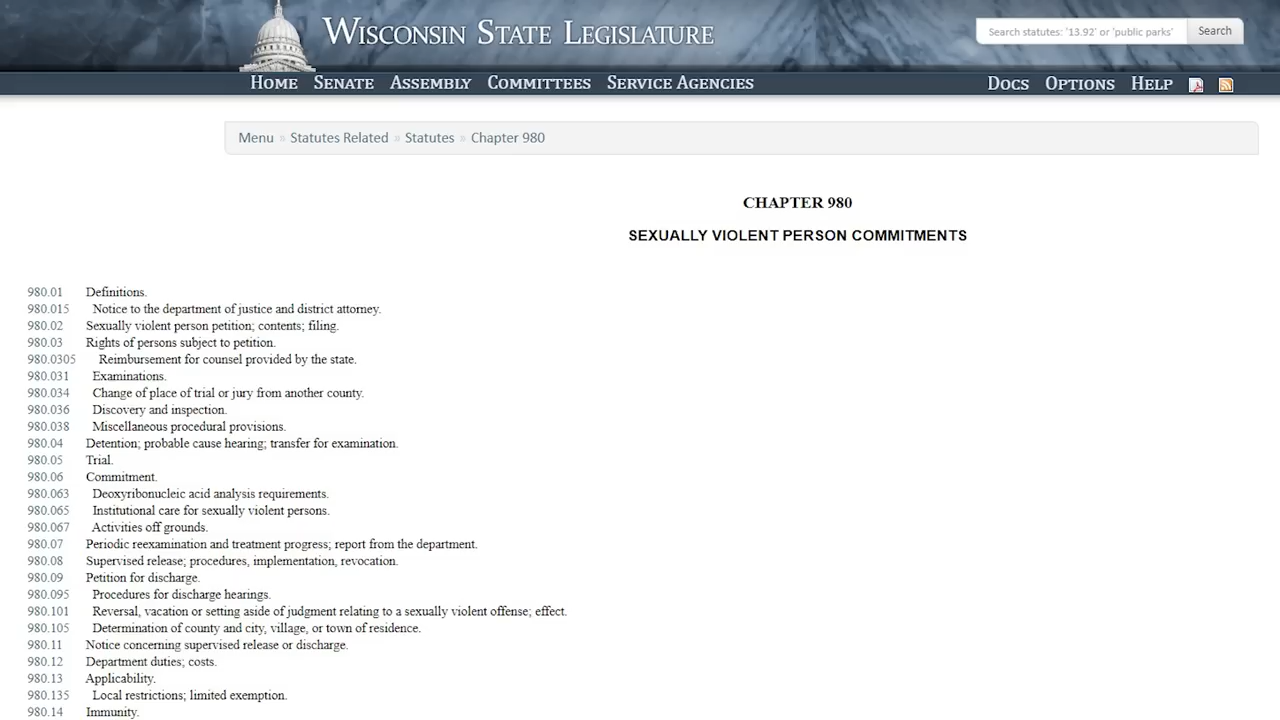 WISCONSIN STATE LEGISLATURE
Search statutes: '13.92' or 'public parks' Search
HOME SENATE ASSEMBLY COMMITTEES SERVICE AGENCIES DOCS OPTIONS HELP
Menu » Statutes Related » Statutes » Chapter 980
CHAPTER 980
SEXUALLY VIOLENT PERSON COMMITMENTS
980.01 Definitions.
980.015 Notice to the department of justice and district attorney.
980.02 Sexually violent person petition; contents; filing.
980.03 Rights of persons subject to petition.
980.0305 Reimbursement for counsel provided by the state.
980.031 Examinations.
980.034 Change of place of trial or jury from another county.
980.036 Discovery and inspection.
980.038 Miscellaneous procedural provisions.
980.04 Detention; probable cause hearing; transfer for examination.
980.05 Trial.
980.06 Commitment.
980.063 Deoxyribonucleic acid analysis requirements.
980.065 Institutional care for sexually violent persons.
980.067 Activities off grounds.
980.07 Periodic reexamination and treatment progress; report from the department.
980.08 Supervised release; procedures, implementation, revocation.
980.09 Petition for discharge.
980.095 Procedures for discharge hearings.
980.101 Reversal, vacation or setting aside of judgment relating to a sexually violent offense; effect.
980.105 Determination of county and city, village, or town of residence.
980.11 Notice concerning supervised release or discharge.
980.12 Department duties; costs.
980.13 Applicability.
980.135 Local restrictions; limited exemption.
980.14 Immunity.